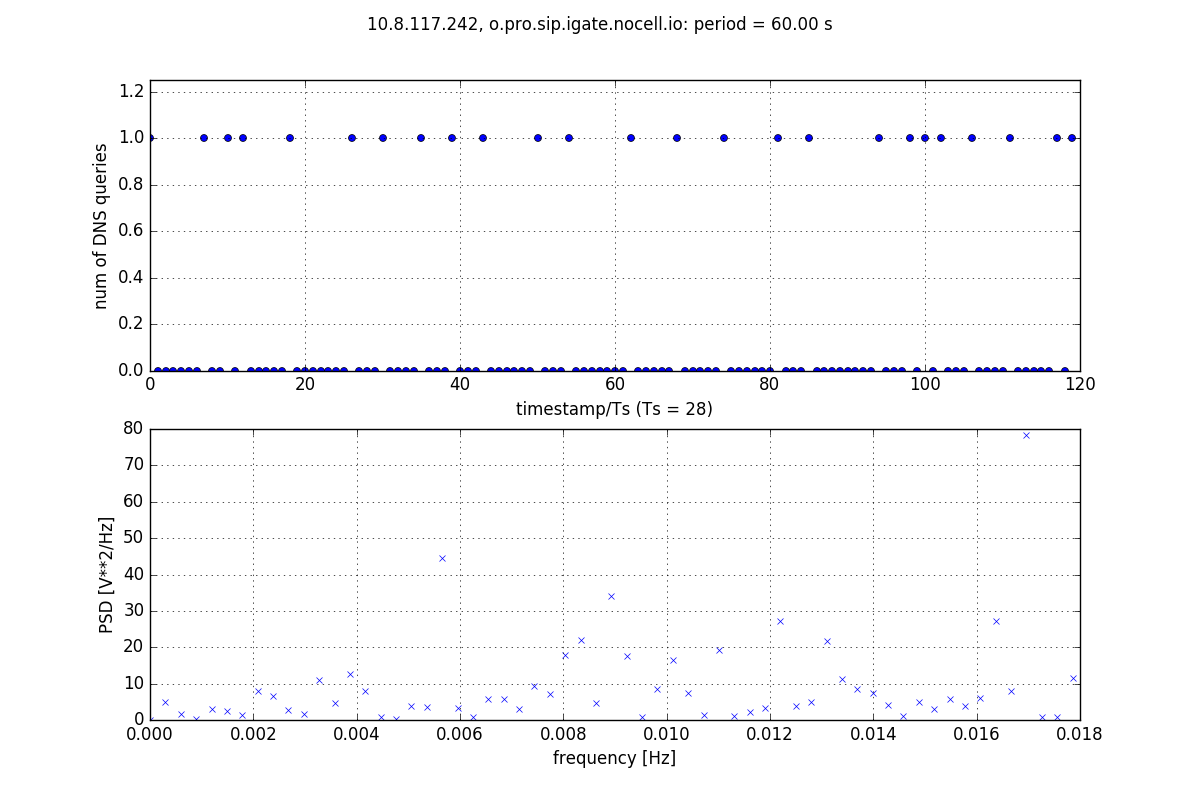 10.8.117.242, o.pro.sip.igate.nocell.io: period = 60.00 s
1.2
1.0
0.8
0.6
0.4
0.2
0.0
num of DNS queries
0 20 40 60 80 100 120
timestamp/Ts (Ts = 28)
80
70
60
50
40
30
20
10
0
PSD [V**2/Hz]
0.000 0.002 0.004 0.006 0.008 0.010 0.012 0.014 0.016 0.018
frequency [Hz]